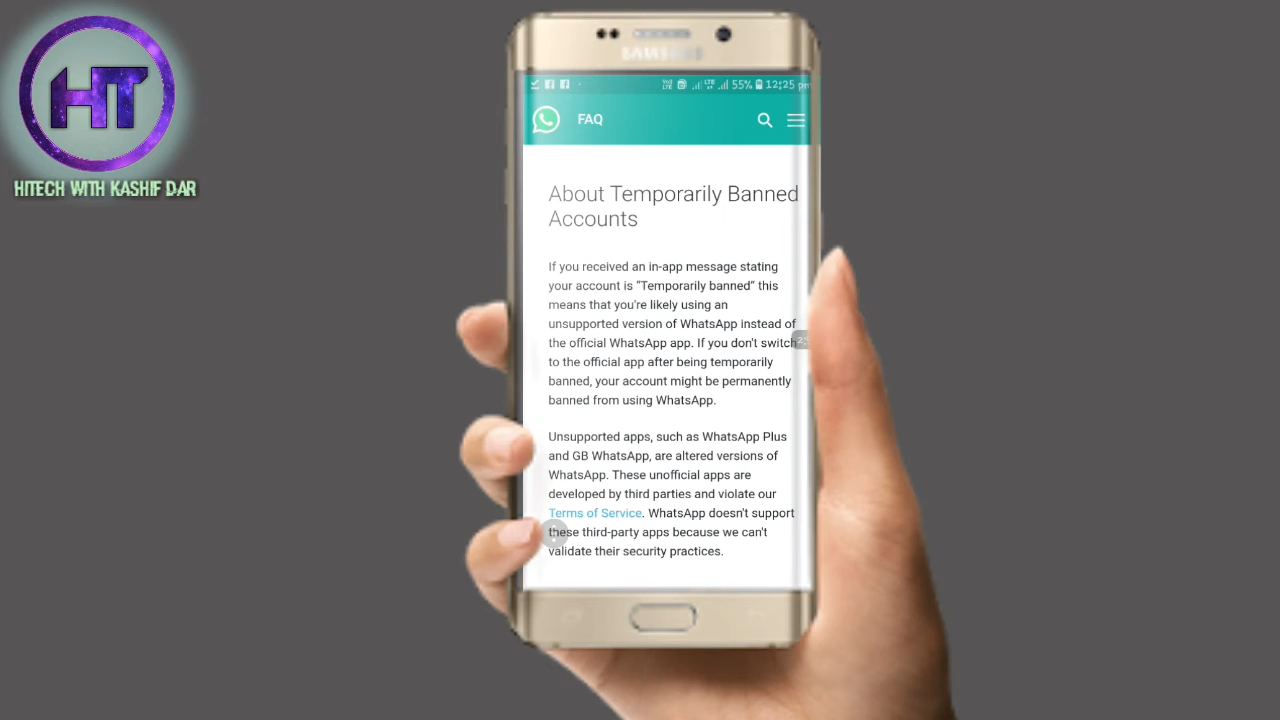 HT
HITECH WITH KASHIF DAR
SAMSUNG
55% 12:25 pm
FAQ
About Temporarily Banned
Accounts
If you received an in-app message stating
your account is “Temporarily banned” this
means that you're likely using an
unsupported version of WhatsApp instead of
the official WhatsApp app. If you don't switch
to the official app after being temporarily
banned, your account might be permanently
banned from using WhatsApp.
Unsupported apps, such as WhatsApp Plus
and GB WhatsApp, are altered versions of
WhatsApp. These unofficial apps are
developed by third parties and violate our
Terms of Service. WhatsApp doesn't support
these third-party apps because we can't
validate their security practices.